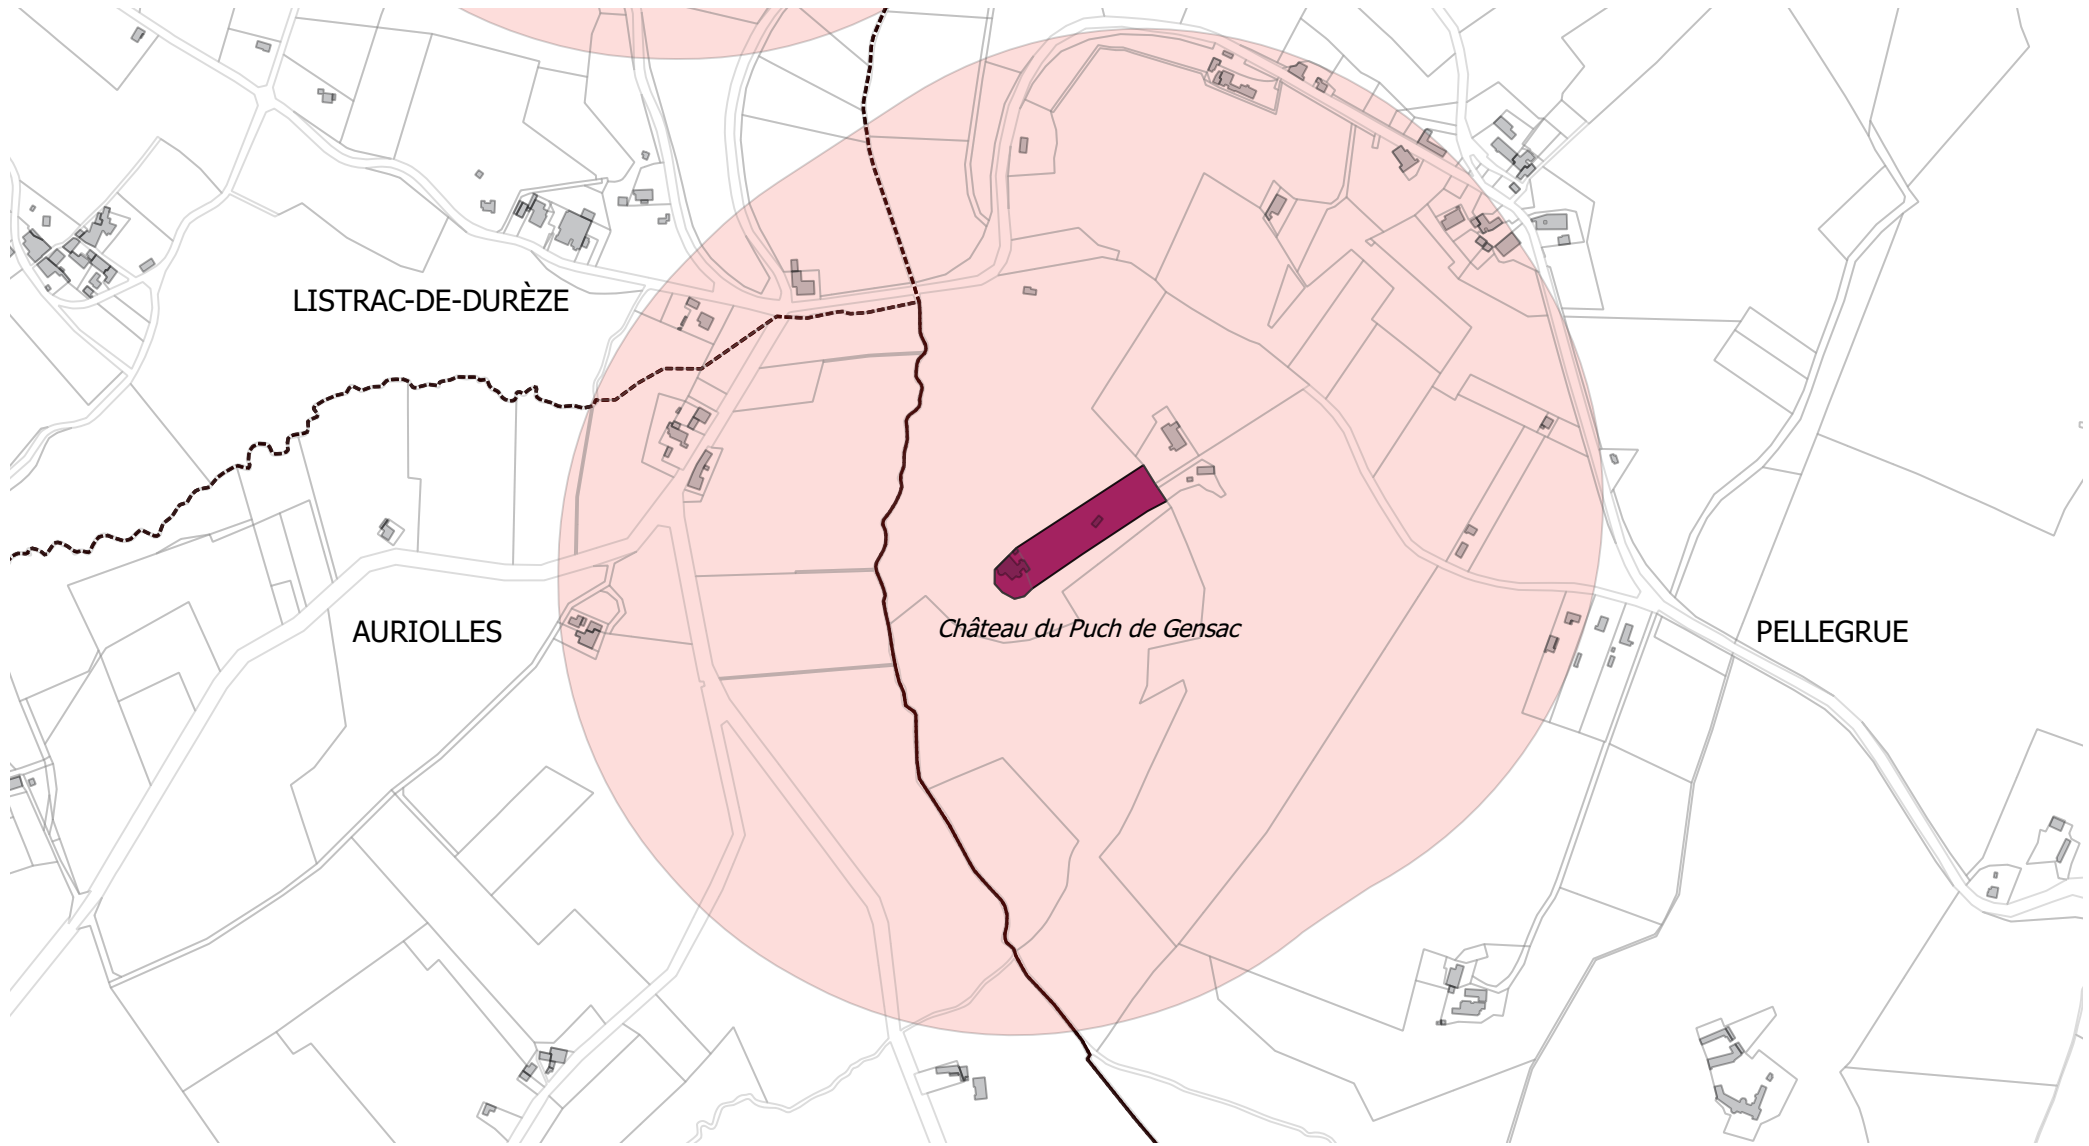 LISTRAC-DE-DURÈZE
AURIOLLES
Château du Puch de Gensac
PELLEGRUE